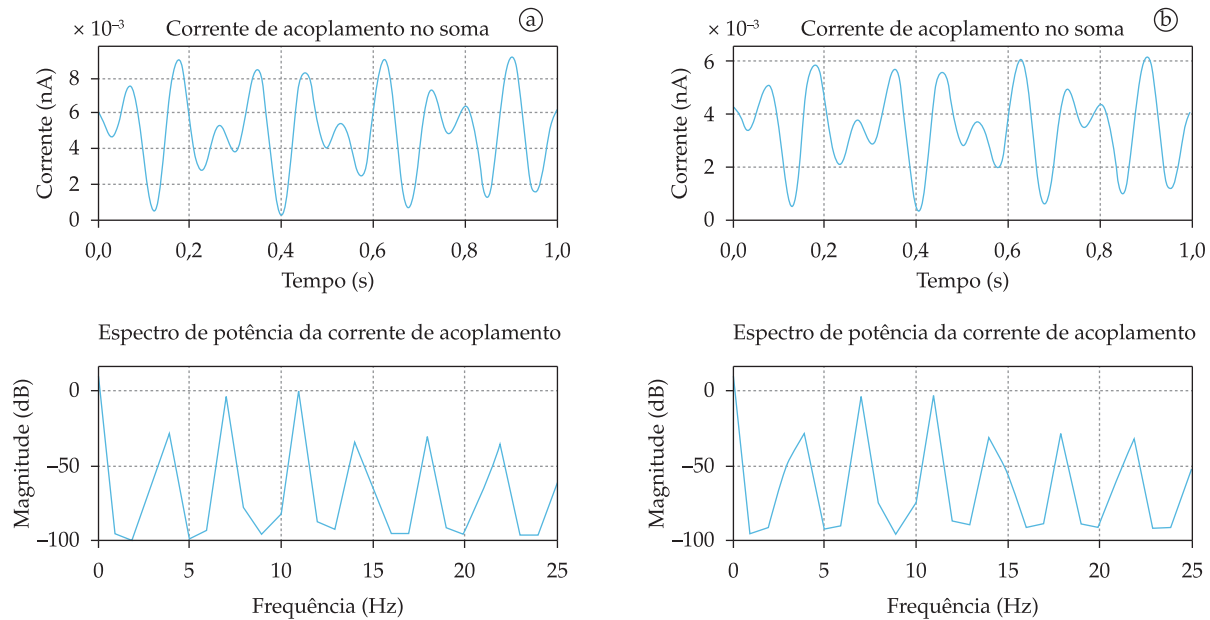 × 10⁻³ Corrente de acoplamento no soma a
Corrente (nA)
8
6
4
2
0
0,0 0,2 0,4 0,6 0,8 1,0
Tempo (s)
× 10⁻³ Corrente de acoplamento no soma b
Corrente (nA)
6
4
2
0
0,0 0,2 0,4 0,6 0,8 1,0
Tempo (s)
Espectro de potência da corrente de acoplamento
Magnitude (dB)
0
−50
−100
0 5 10 15 20 25
Frequência (Hz)
Espectro de potência da corrente de acoplamento
Magnitude (dB)
0
−50
−100
0 5 10 15 20 25
Frequência (Hz)